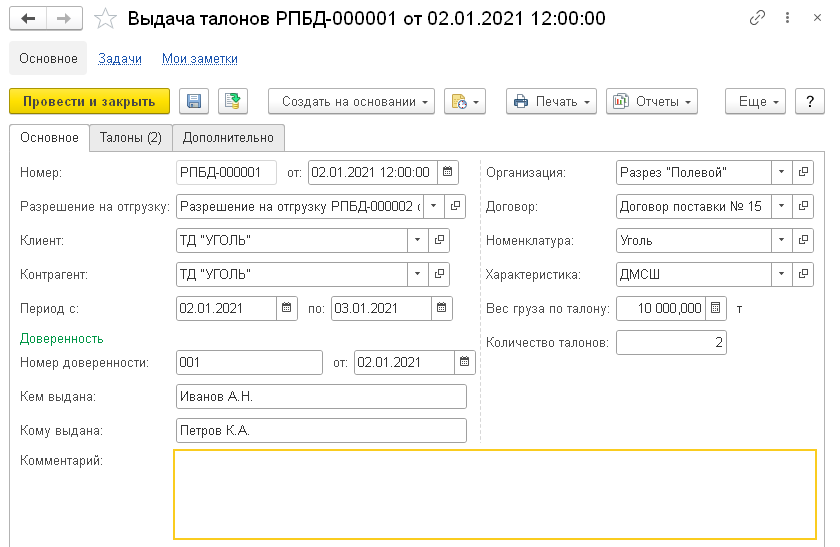 Выдача талонов РПБД-000001 от 02.01.2021 12:00:00
Основное Задачи Мои заметки
Провести и закрыть Создать на основании Печать Отчеты Еще ?
Основное Талоны (2) Дополнительно
Номер: РПБД-000001 от: 02.01.2021 12:00:00 Организация: Разрез "Полевой"
Разрешение на отгрузку: Разрешение на отгрузку РПБД-000002 Договор: Договор поставки № 15
Клиент: ТД "УГОЛЬ" Номенклатура: Уголь
Контрагент: ТД "УГОЛЬ" Характеристика: ДМСШ
Период с: 02.01.2021 по: 03.01.2021 Вес груза по талону: 10 000,000 т
Доверенность Количество талонов: 2
Номер доверенности: 001 от: 02.01.2021
Кем выдана: Иванов А.Н.
Кому выдана: Петров К.А.
Комментарий: